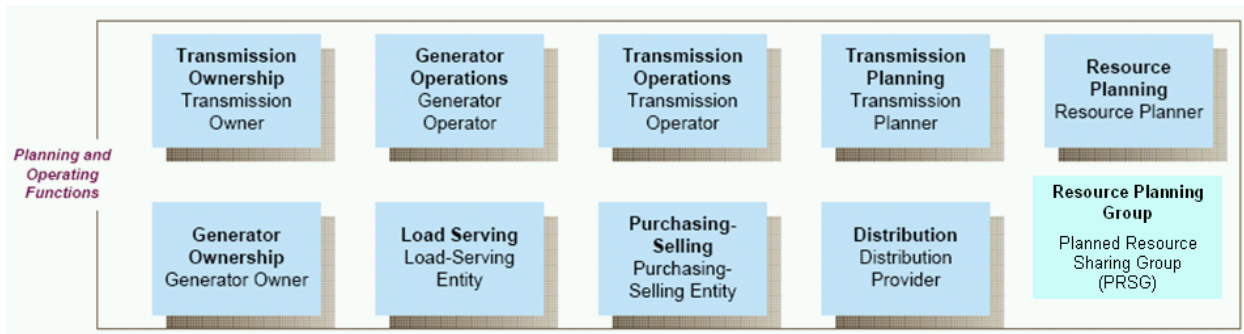 Transmission
Ownership
Transmission
Owner
Generator
Operations
Generator
Operator
Transmission
Operations
Transmission
Operator
Transmission
Planning
Transmission
Planner
Resource
Planning
Resource Planner
Planning and
Operating
Functions
Generator
Ownership
Generator Owner
Load Serving
Load-Serving
Entity
Purchasing-
Selling
Purchasing-
Selling Entity
Distribution
Distribution
Provider
Resource Planning
Group
Planned Resource
Sharing Group
(PRSG)